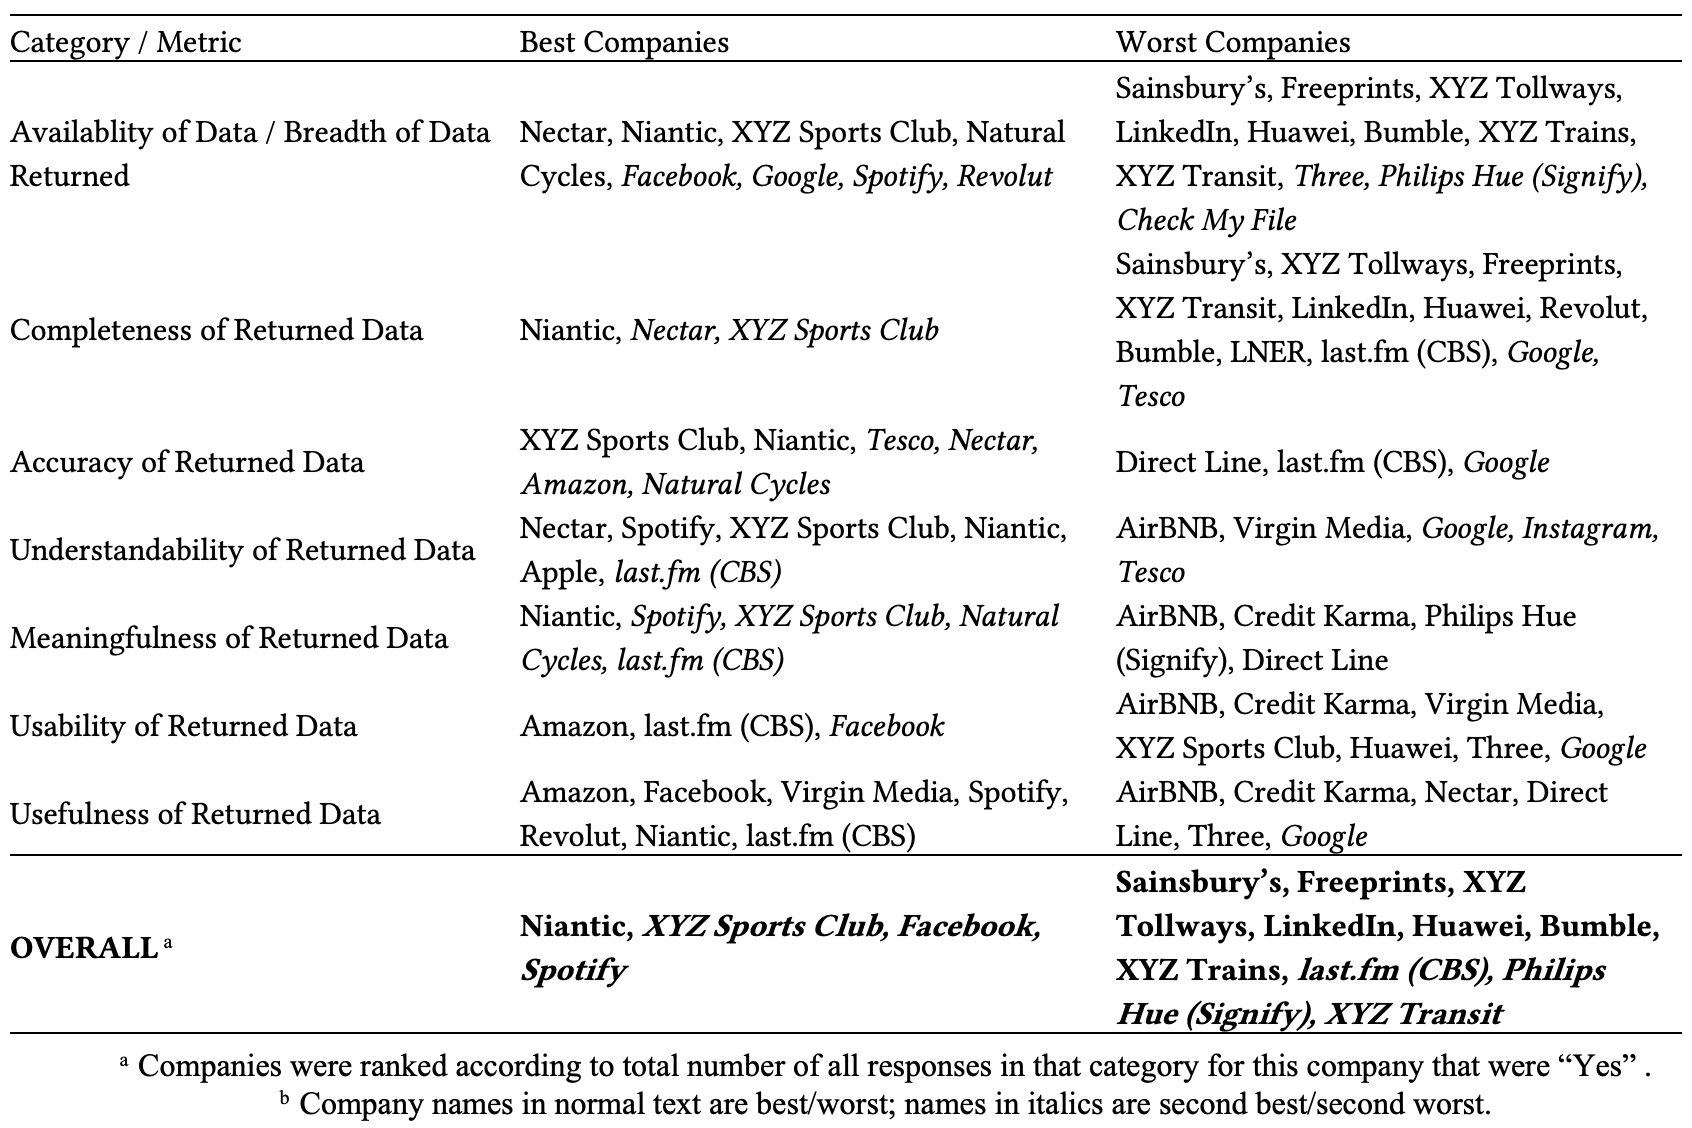 Category / Metric Best Companies Worst Companies
Availablity of Data / Breadth of Data
Returned
Nectar, Niantic, XYZ Sports Club, Natural
Cycles, Facebook, Google, Spotify, Revolut
Sainsbury’s, Freeprints, XYZ Tollways,
LinkedIn, Huawei, Bumble, XYZ Trains,
XYZ Transit, Three, Philips Hue (Signify),
Check My File
Completeness of Returned Data
Niantic, Nectar, XYZ Sports Club
Sainsbury’s, XYZ Tollways, Freeprints,
XYZ Transit, LinkedIn, Huawei, Revolut,
Bumble, LNER, last.fm (CBS), Google,
Tesco
Accuracy of Returned Data
XYZ Sports Club, Niantic, Tesco, Nectar,
Amazon, Natural Cycles
Direct Line, last.fm (CBS), Google
Understandability of Returned Data
Nectar, Spotify, XYZ Sports Club, Niantic,
Apple, last.fm (CBS)
AirBNB, Virgin Media, Google, Instagram,
Tesco
Meaningfulness of Returned Data
Niantic, Spotify, XYZ Sports Club, Natural
Cycles, last.fm (CBS)
AirBNB, Credit Karma, Philips Hue
(Signify), Direct Line
Usability of Returned Data
Amazon, last.fm (CBS), Facebook
AirBNB, Credit Karma, Virgin Media,
XYZ Sports Club, Huawei, Three, Google
Usefulness of Returned Data
Amazon, Facebook, Virgin Media, Spotify,
Revolut, Niantic, last.fm (CBS)
AirBNB, Credit Karma, Nectar, Direct
Line, Three, Google
OVERALL a
Niantic, XYZ Sports Club, Facebook,
Spotify
Sainsbury’s, Freeprints, XYZ
Tollways, LinkedIn, Huawei, Bumble,
XYZ Trains, last.fm (CBS), Philips
Hue (Signify), XYZ Transit
a Companies were ranked according to total number of all responses in that category for this company that were “Yes” .
b Company names in normal text are best/worst; names in italics are second best/second worst.